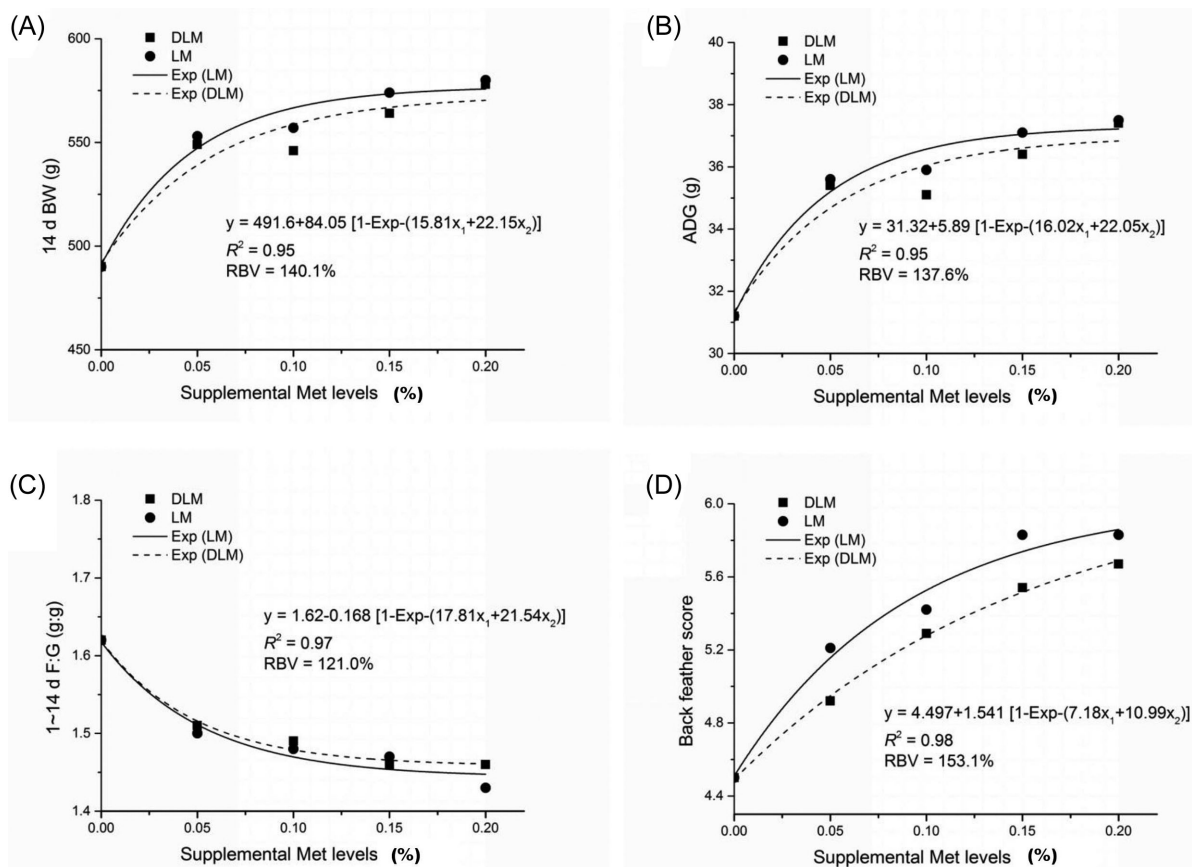 (A)
600
550
500
450
14 d BW (g)
DLM
LM
Exp (LM)
Exp (DLM)
y = 491.6+84.05 [1-Exp-(15.81x₁+22.15x₂)]
R² = 0.95
RBV = 140.1%
0.00 0.05 0.10 0.15 0.20
Supplemental Met levels (%)
(B)
40
38
36
34
32
30
ADG (g)
DLM
LM
Exp (LM)
Exp (DLM)
y = 31.32+5.89 [1-Exp-(16.02x₁+22.05x₂)]
R² = 0.95
RBV = 137.6%
0.00 0.05 0.10 0.15 0.20
Supplemental Met levels (%)
(C)
1.8
1.7
1.6
1.5
1.4
1~14 d F:G (g:g)
DLM
LM
Exp (LM)
Exp (DLM)
y = 1.62-0.168 [1-Exp-(17.81x₁+21.54x₂)]
R² = 0.97
RBV = 121.0%
0.00 0.05 0.10 0.15 0.20
Supplemental Met levels (%)
(D)
6.0
5.6
5.2
4.8
4.4
Back feather score
DLM
LM
Exp (LM)
Exp (DLM)
y = 4.497+1.541 [1-Exp-(7.18x₁+10.99x₂)]
R² = 0.98
RBV = 153.1%
0.00 0.05 0.10 0.15 0.20
Supplemental Met levels (%)